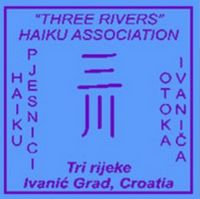 "THREE RIVERS"
HAIKU ASSOCIATION
HAIKU
PJESNICI
三
川
OTOKA
IVANIĆA
Tri rijeke
Ivanić Grad, Croatia